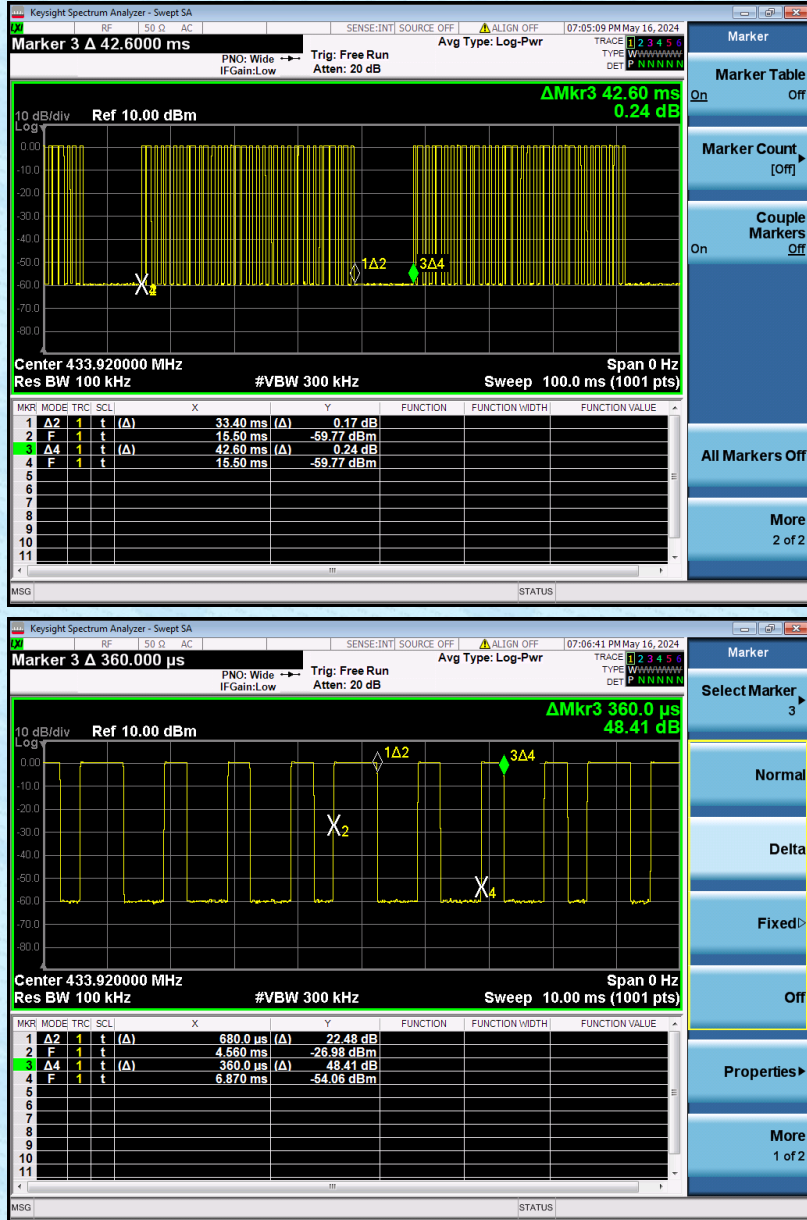 Keysight Spectrum Analyzer - Swept SA
LXI RF 50 Ω AC SENSE:INT SOURCE OFF ALIGN OFF 07:05:09 PM May 16, 2024
Marker 3 Δ 42.6000 ms
PNO: Wide
IFGain:Low
Trig: Free Run
Atten: 20 dB
Avg Type: Log-Pwr
TRACE 1 2 3 4 5 6
TYPE WWWWWW
DET P N N N N N
ΔMkr3 42.60 ms
0.24 dB
10 dB/div Ref 10.00 dBm
Log
0.00
-10.0
-20.0
-30.0
-40.0
-50.0
-60.0
-70.0
-80.0
1Δ2
3Δ4
Center 433.920000 MHz Span 0 Hz
Res BW 100 kHz #VBW 300 kHz Sweep 100.0 ms (1001 pts)
MKR MODE TRC SCL X Y FUNCTION FUNCTION WIDTH FUNCTION VALUE
1 Δ2 1 t (Δ) 33.40 ms (Δ) 0.17 dB
2 F 1 t 15.50 ms -59.77 dBm
3 Δ4 1 t (Δ) 42.60 ms (Δ) 0.24 dB
4 F 1 t 15.50 ms -59.77 dBm
5
6
7
8
9
10
11
MSG STATUS
Marker
Marker Table
On Off
Marker Count
[Off]
Couple
Markers
On Off
All Markers Off
More
2 of 2
Keysight Spectrum Analyzer - Swept SA
LXI RF 50 Ω AC SENSE:INT SOURCE OFF ALIGN OFF 07:06:41 PM May 16, 2024
Marker 3 Δ 360.000 µs
PNO: Wide
IFGain:Low
Trig: Free Run
Atten: 20 dB
Avg Type: Log-Pwr
TRACE 1 2 3 4 5 6
TYPE WWWWWW
DET P N N N N N
ΔMkr3 360.0 µs
48.41 dB
10 dB/div Ref 10.00 dBm
Log
0.00
-10.0
-20.0
-30.0
-40.0
-50.0
-60.0
-70.0
-80.0
1Δ2
3Δ4
2
4
Center 433.920000 MHz Span 0 Hz
Res BW 100 kHz #VBW 300 kHz Sweep 10.00 ms (1001 pts)
MKR MODE TRC SCL X Y FUNCTION FUNCTION WIDTH FUNCTION VALUE
1 Δ2 1 t (Δ) 680.0 µs (Δ) 22.48 dB
2 F 1 t 4.560 ms -26.98 dBm
3 Δ4 1 t (Δ) 360.0 µs (Δ) 48.41 dB
4 F 1 t 6.870 ms -54.06 dBm
5
6
7
8
9
10
11
MSG STATUS
Marker
Select Marker
3
Normal
Delta
Fixed
Off
Properties
More
1 of 2